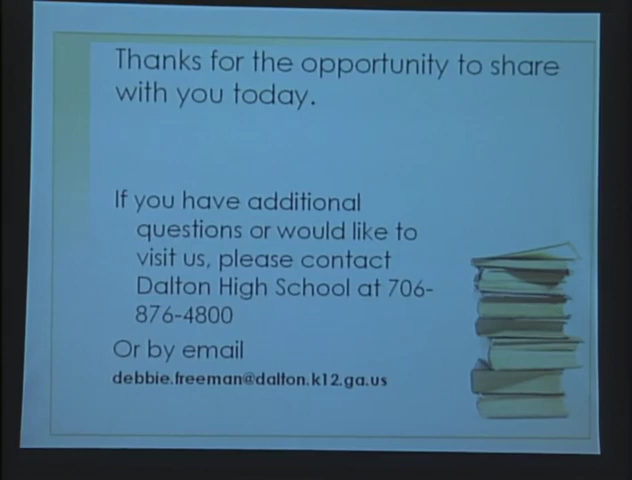 Thanks for the opportunity to share
with you today.
If you have additional
questions or would like to
visit us, please contact
Dalton High School at 706-
876-4800
Or by email
debbie.freeman@dalton.k12.ga.us